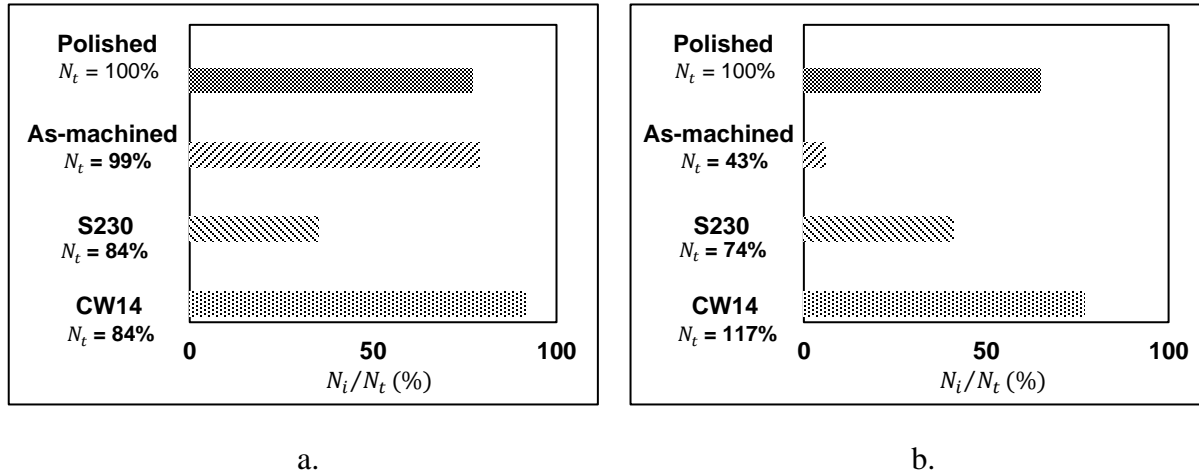 Polished
N_t = 100%
As-machined
N_t = 99%
S230
N_t = 84%
CW14
N_t = 84%
0 50 100
N_i/N_t (%)
a.
Polished
N_t = 100%
As-machined
N_t = 43%
S230
N_t = 74%
CW14
N_t = 117%
0 50 100
N_i/N_t (%)
b.